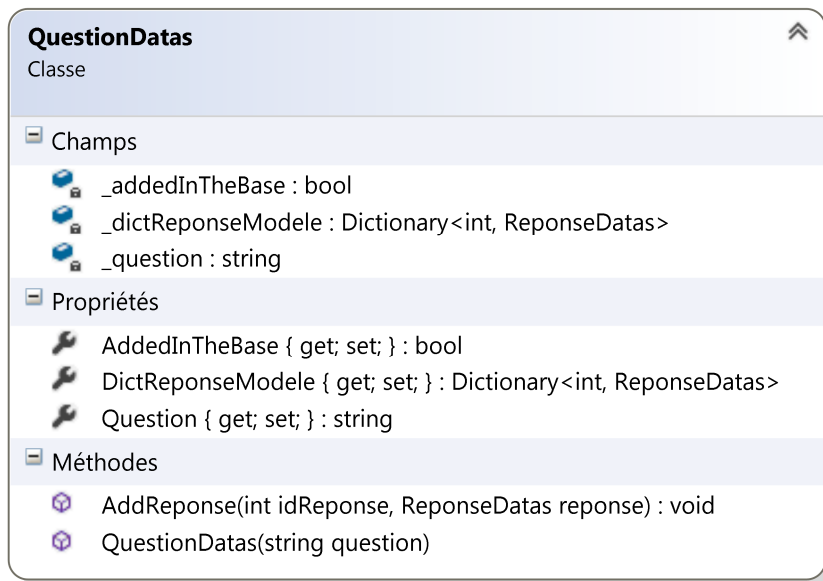 QuestionDatas
Classe
Champs
_addedInTheBase : bool
_dictReponseModele : Dictionary<int, ReponseDatas>
_question : string
Propriétés
AddedInTheBase { get; set; } : bool
DictReponseModele { get; set; } : Dictionary<int, ReponseDatas>
Question { get; set; } : string
Méthodes
AddReponse(int idReponse, ReponseDatas reponse) : void
QuestionDatas(string question)